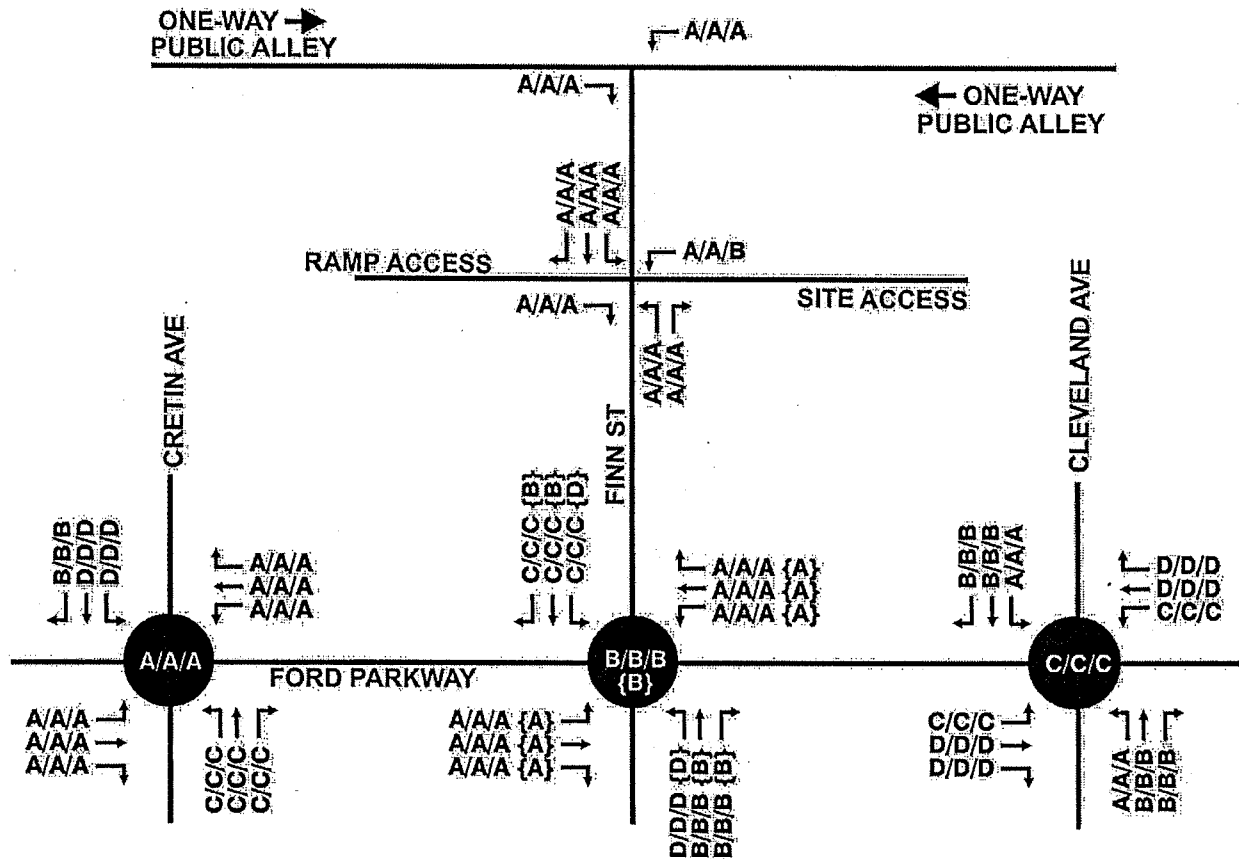 ONE-WAY
PUBLIC ALLEY
A/A/A
A/A/A
ONE-WAY
PUBLIC ALLEY
A/A/A
A/A/A
A/A/A
RAMP ACCESS
A/A/B
SITE ACCESS
A/A/A
A/A/A
A/A/A
CRETIN AVE
FINN ST
CLEVELAND AVE
B/B/B
D/D/D
D/D/D
A/A/A
A/A/A
A/A/A
C/C/C {B}
C/C/C {B}
C/C/C {D}
A/A/A {A}
A/A/A {A}
A/A/A {A}
B/B/B
B/B/B
A/A/A
D/D/D
D/D/D
C/C/C
A/A/A
FORD PARKWAY
B/B/B
{B}
C/C/C
A/A/A
A/A/A
A/A/A
C/C/C
C/C/C
C/C/C
A/A/A {A}
A/A/A {A}
A/A/A {A}
D/D/D {D}
B/B/B {B}
B/B/B {B}
C/C/C
D/D/D
D/D/D
A/A/A
B/B/B
B/B/B